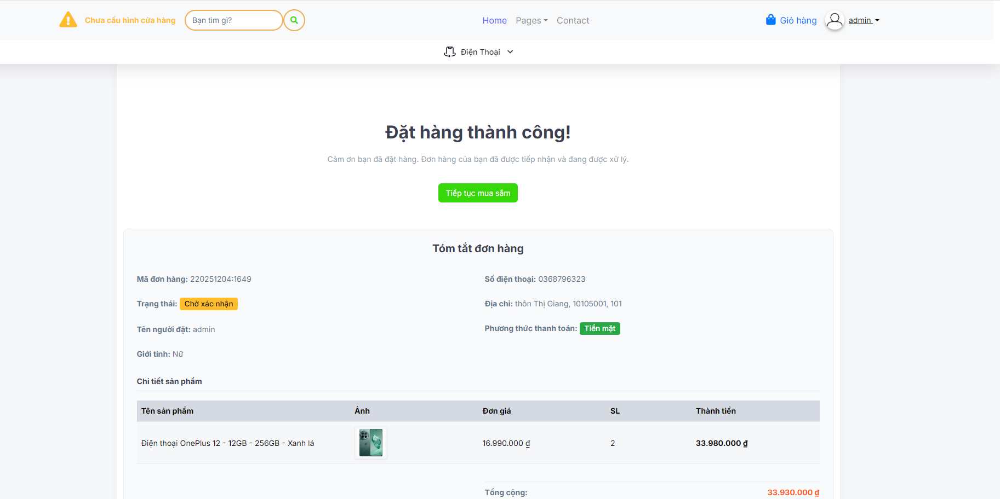 Chưa cấu hình cửa hàng
Bạn tìm gì?
Home Pages Contact
Giỏ hàng
admin
Điện Thoại
Đặt hàng thành công!
Cảm ơn bạn đã đặt hàng. Đơn hàng của bạn đã được tiếp nhận và đang được xử lý.
Tiếp tục mua sắm
Tóm tắt đơn hàng
Mã đơn hàng: 220251204:1649
Trạng thái: Chờ xác nhận
Tên người đặt: admin
Giới tính: Nữ
Số điện thoại: 0368796323
Địa chỉ: thôn Thị Giang, 10105001, 101
Phương thức thanh toán: Tiền mặt
Chi tiết sản phẩm
Tên sản phẩm Ảnh Đơn giá SL Thành tiền
Điện thoại OnePlus 12 - 12GB - 256GB - Xanh lá 16.990.000 ₫ 2 33.980.000 ₫
Tổng cộng: 33.930.000 ₫